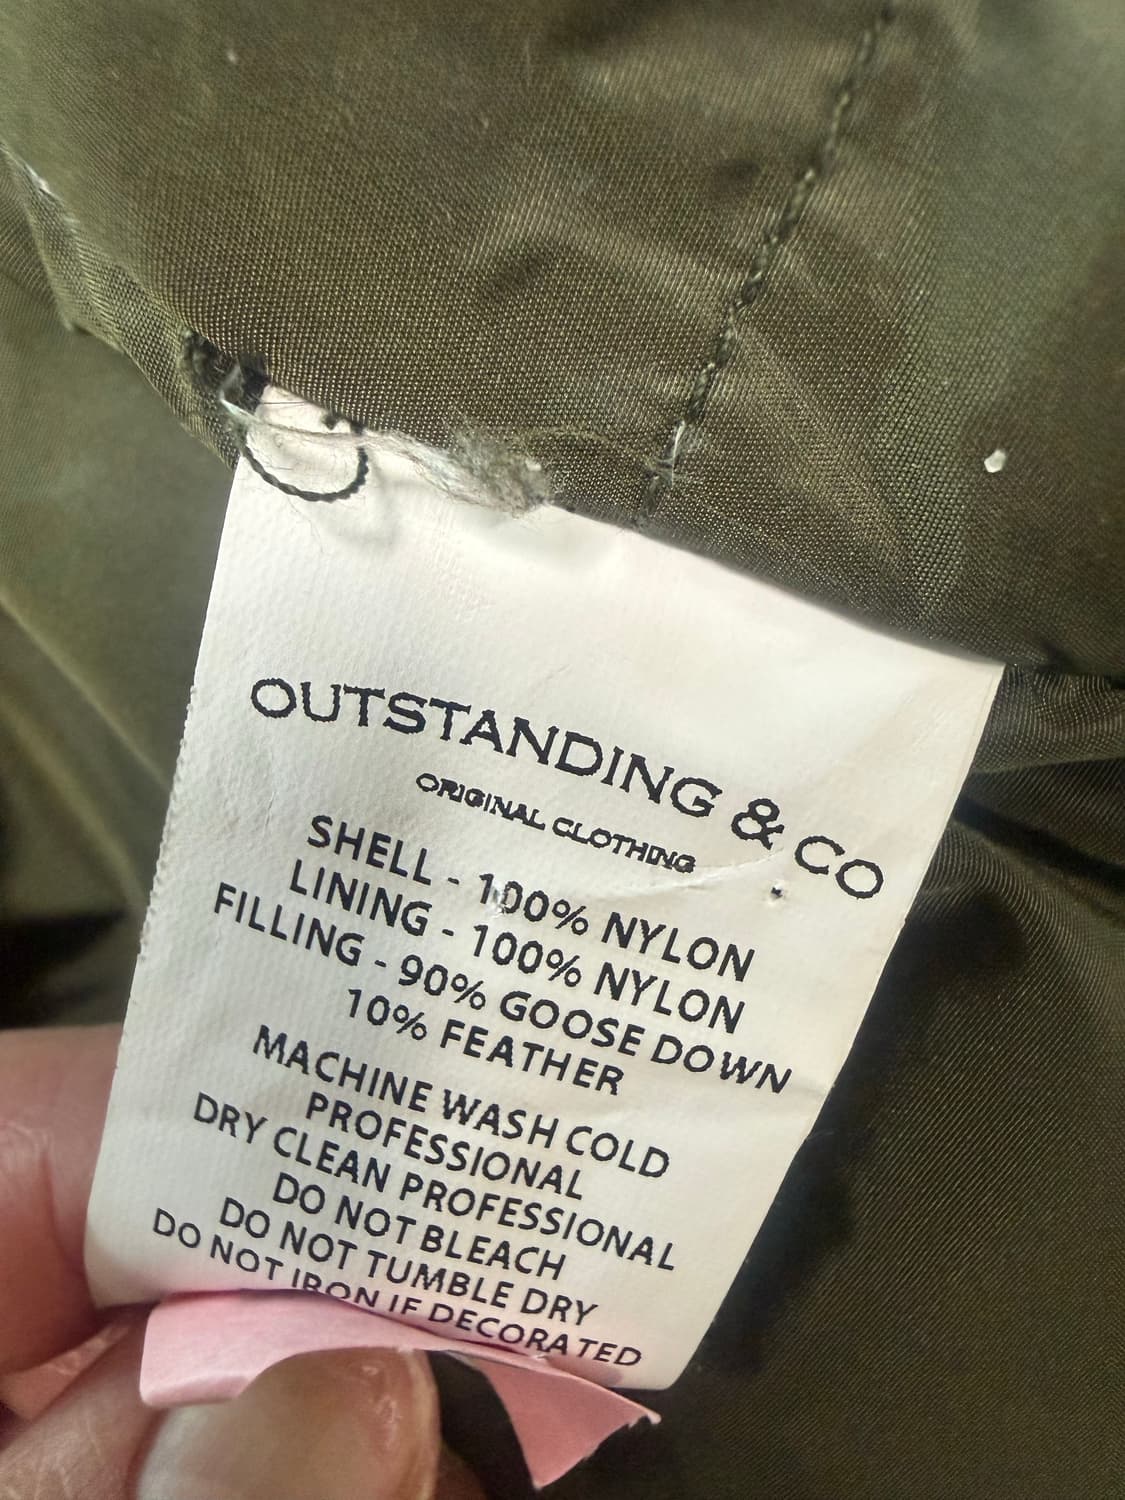 OUTSTANDING & CO
ORIGINAL CLOTHING
SHELL - 100% NYLON
LINING - 100% NYLON
FILLING - 90% GOOSE DOWN
10% FEATHER
MACHINE WASH COLD
PROFESSIONAL
DRY CLEAN PROFESSIONAL
DO NOT BLEACH
DO NOT TUMBLE DRY
DO NOT IRON IF DECORATED